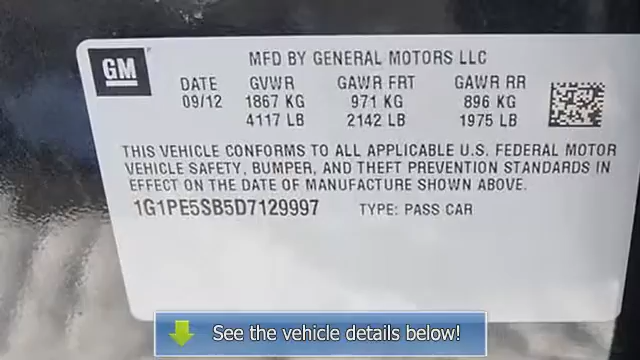 GM
MFD BY GENERAL MOTORS LLC
DATE GVWR GAWR FRT GAWR RR
09/12 1867 KG 971 KG 896 KG
4117 LB 2142 LB 1975 LB
THIS VEHICLE CONFORMS TO ALL APPLICABLE U.S. FEDERAL MOTOR
VEHICLE SAFETY, BUMPER, AND THEFT PREVENTION STANDARDS IN
EFFECT ON THE DATE OF MANUFACTURE SHOWN ABOVE.
1G1PE5SB5D7129997 TYPE: PASS CAR
See the vehicle details below!